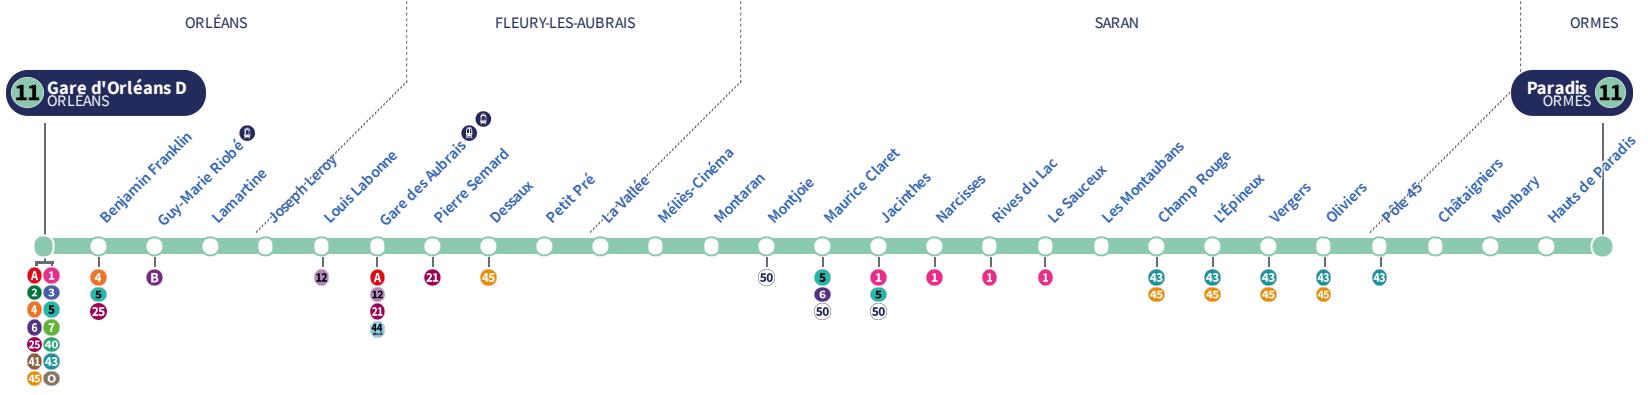 ORLÉANS
FLEURY-LES-AUBRAIS
SARAN
ORMES
11 Gare d'Orléans D
ORLÉANS
Paradis 11
ORMES
Benjamin Franklin
Guy-Marie Riobé
Lamartine
Joseph Leroy
Louis Labonne
Gare des Aubrais
Pierre Semard
Dessaux
Petit Pré
La Vallée
Méliès-Cinéma
Montaran
Montjoie
Maurice Claret
Jacinthes
Narcisses
Rives du Lac
Le Sauceux
Les Montaubans
Champ Rouge
L'Épineux
Vergers
Oliviers
Pôle 45
Châtaigniers
Monbary
Hauts de Paradis
A 1
2 3
4 5
6 7
25 40
41 43
45 O
4
5
25
B
12
A
12
21
44
21
45
50
5
6
50
1
5
50
1
1
1
43
45
43
45
43
45
43
45
43